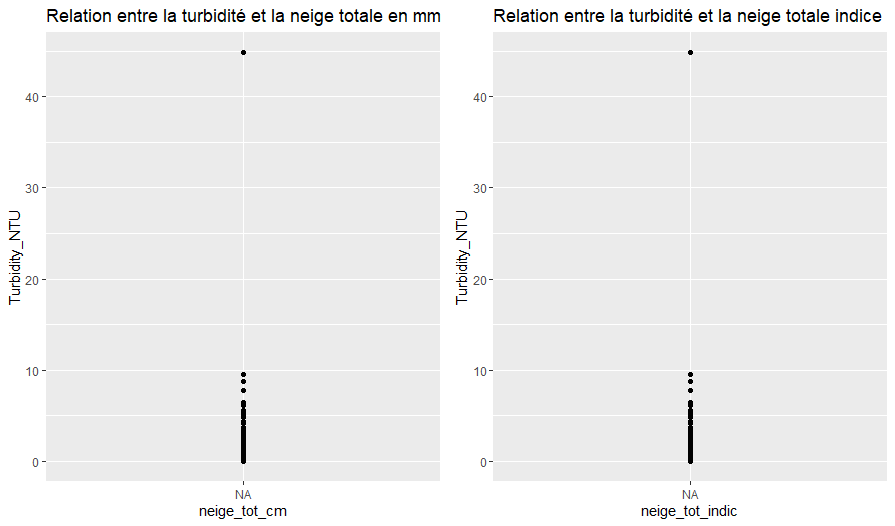 Relation entre la turbidité et la neige totale en mm
Turbidity_NTU
40
30
20
10
0
NA
neige_tot_cm
Relation entre la turbidité et la neige totale indice
Turbidity_NTU
40
30
20
10
0
NA
neige_tot_indic